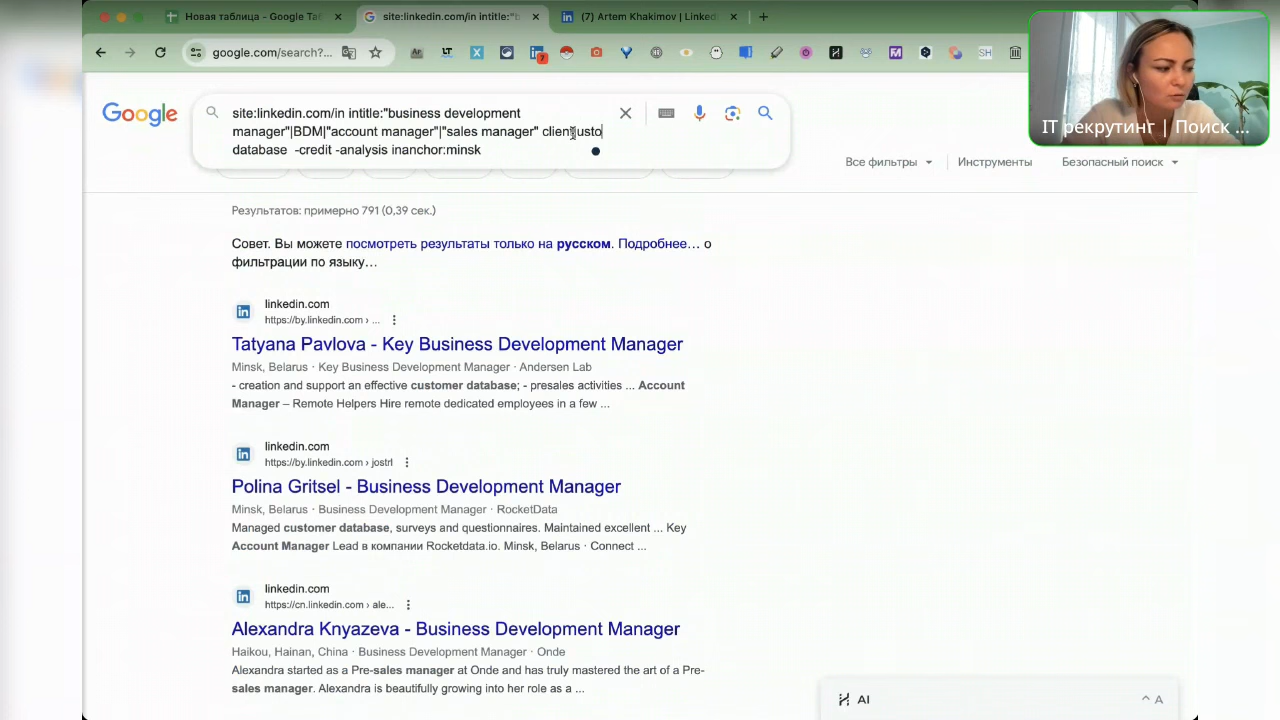 Новая таблица - Google Таб
site:linkedin.com/in intitle:"b
(7) Artem Khakimov | Linked
google.com/search?...
7
SH
IT рекрутинг | Поиск ...
Google
site:linkedin.com/in intitle:"business development
manager"|BDM|"account manager"|"sales manager"
database -credit -analysis inanchor:minsk
Все фильтры
Инструменты
Безопасный поиск
Результатов: примерно 791 (0,39 сек.)
Совет. Вы можете посмотреть результаты только на русском. Подробнее… о
фильтрации по языку…
linkedin.com
https://by.linkedin.com › ...
Tatyana Pavlova - Key Business Development Manager
Minsk, Belarus · Key Business Development Manager · Andersen Lab
- creation and support an effective customer database; - presales activities ... Account
Manager – Remote Helpers Hire remote dedicated employees in a few ...
linkedin.com
https://by.linkedin.com › jostrl
Polina Gritsel - Business Development Manager
Minsk, Belarus · Business Development Manager · RocketData
Managed customer database, surveys and questionnaires. Maintained excellent ... Key
Account Manager Lead в компании Rocketdata.io. Minsk, Belarus · Connect ...
linkedin.com
https://cn.linkedin.com › ale...
Alexandra Knyazeva - Business Development Manager
Haikou, Hainan, China · Business Development Manager · Onde
Alexandra started as a Pre-sales manager at Onde and has truly mastered the art of a Pre-
sales manager. Alexandra is beautifully growing into her role as a ...
AI
A